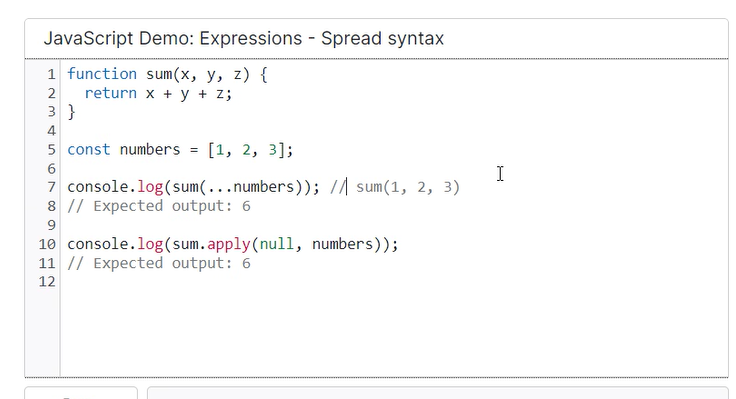 JavaScript Demo: Expressions - Spread syntax
1 function sum(x, y, z) {
2   return x + y + z;
3 }
4
5 const numbers = [1, 2, 3];
6
7 console.log(sum(...numbers)); // sum(1, 2, 3)
8 // Expected output: 6
9
10 console.log(sum.apply(null, numbers));
11 // Expected output: 6
12